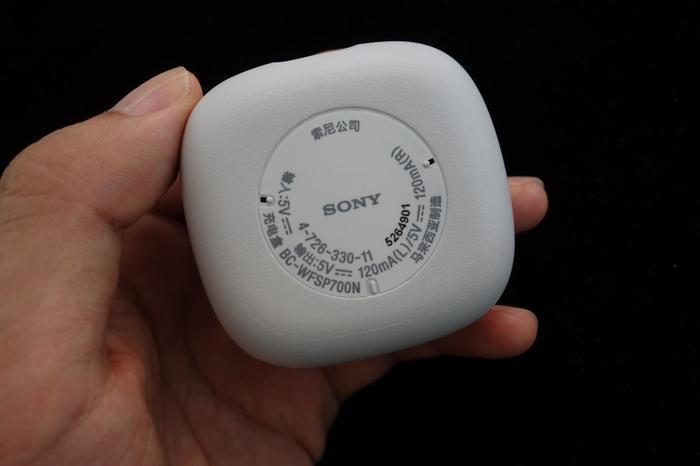 索尼公司
SONY
输入:5V⎓
4-726-330-11
5264901
输出:5V⎓120mA(L)/5V⎓120mA(R)
充电盒 BC-WFSP700N
马来西亚制造